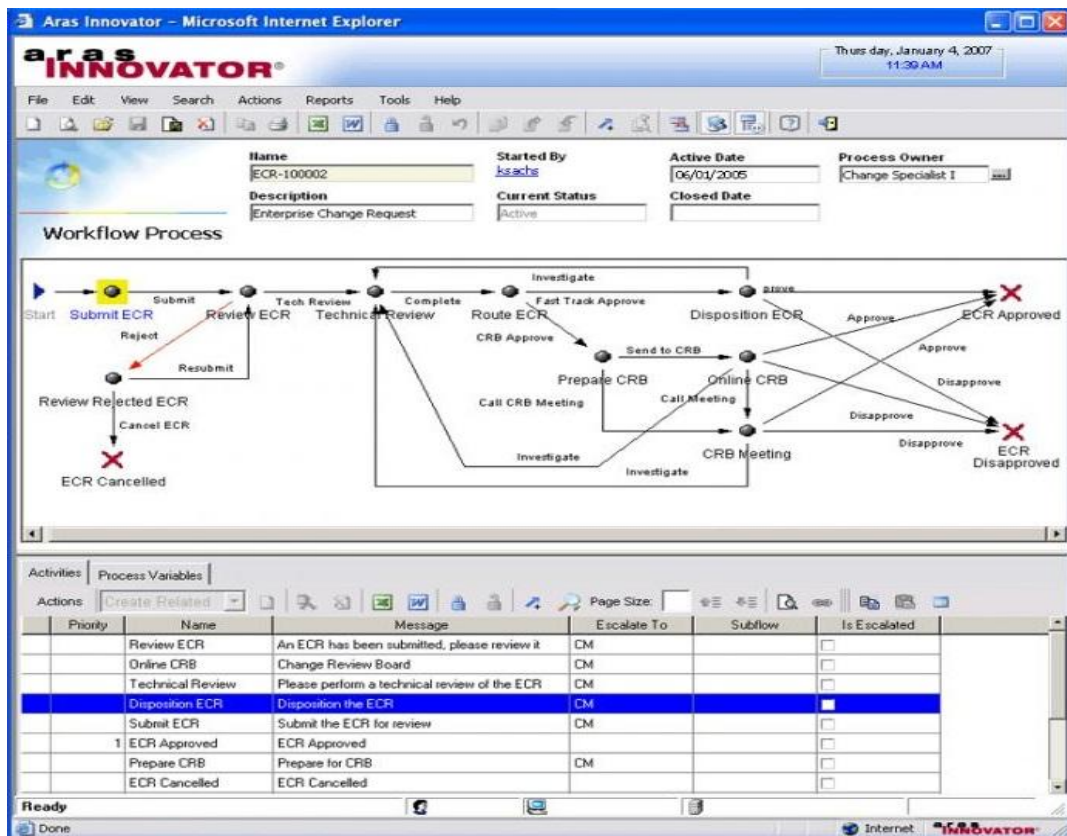 Aras Innovator - Microsoft Internet Explorer
aras
INNOVATOR®
Thursday, January 4, 2007
11:39 AM
File Edit View Search Actions Reports Tools Help
Name Started By Active Date Process Owner
ECR-100002 ksachs 06/01/2005 Change Specialist I ...
Description Current Status Closed Date
Enterprise Change Request Active
Workflow Process
Investigate
Submit Tech Review Complete Fast Track Approve prove
Start Submit ECR Review ECR Technical Review Route ECR Disposition ECR ECR Approved
Reject CRB Approve Approve
Resubmit Send to CRB Approve
Prepare CRB Online CRB Disapprove
Review Rejected ECR Call CRB Meeting Call Meeting Disapprove
Cancel ECR Disapprove
CRB Meeting ECR
Disapproved
Investigate
Investigate
ECR Cancelled
Activities Process Variables
Actions Create Related Page Size:
Priority Name Message Escalate To Subflow Is Escalated
Review ECR An ECR has been submitted, please review it CM
Online CRB Change Review Board CM
Technical Review Please perform a technical review of the ECR CM
Disposition ECR Disposition the ECR CM
Submit ECR Submit the ECR for review CM
1 ECR Approved ECR Approved
Prepare CRB Prepare for CRB CM
ECR Cancelled ECR Cancelled
Ready
Done Internet aras INNOVATOR